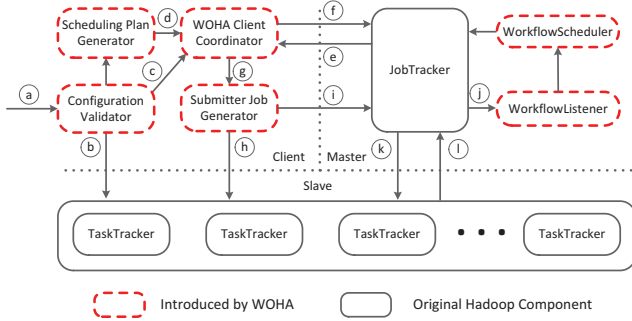 Scheduling Plan
Generator
d
WOHA Client
Coordinator
f
e
WorkflowScheduler
JobTracker
c
g
a
Configuration
Validator
Submitter Job
Generator
i
j
WorkflowListener
b
h
k
l
Client
Master
Slave
TaskTracker
TaskTracker
TaskTracker
TaskTracker
Introduced by WOHA
Original Hadoop Component